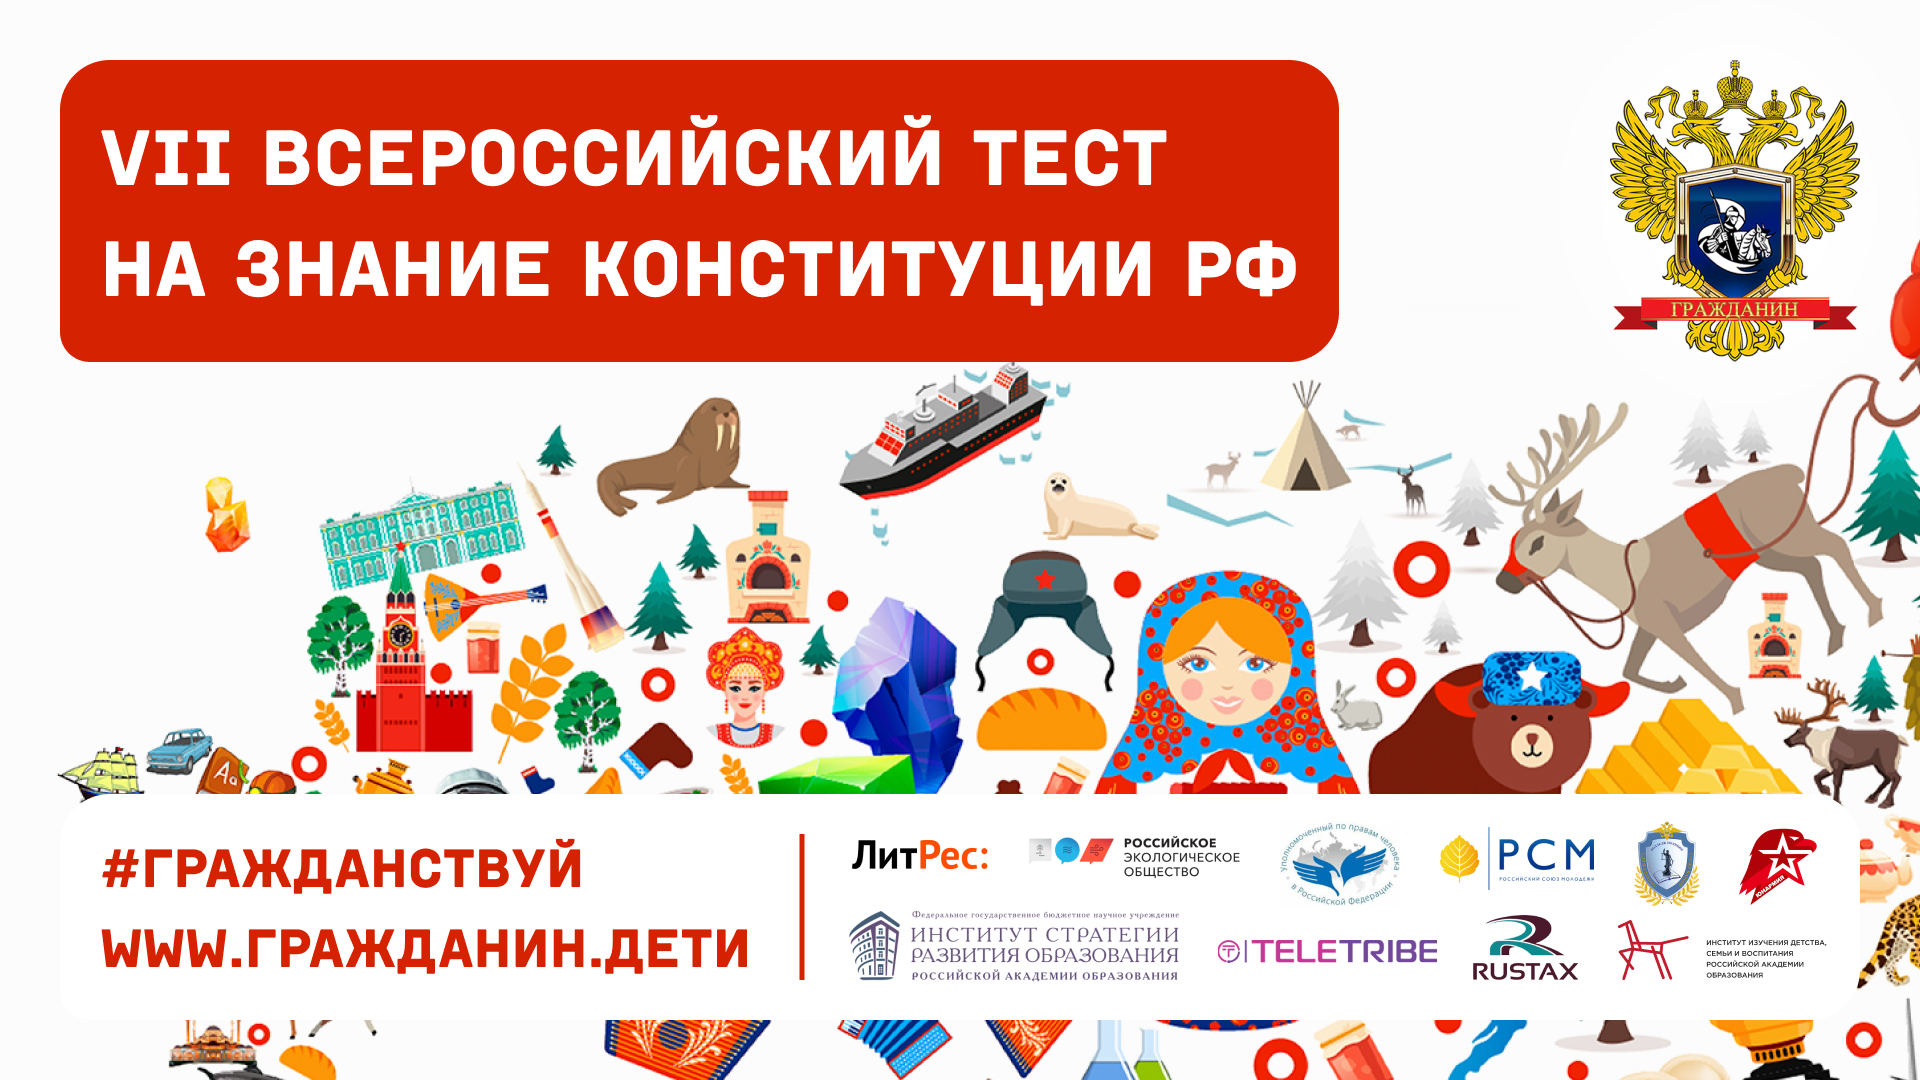 VII ВСЕРОССИЙСКИЙ ТЕСТ
НА ЗНАНИЕ КОНСТИТУЦИИ РФ
ГРАЖДАНИН
Аа
#ГРАЖДАНСТВУЙ
WWW.ГРАЖДАНИН.ДЕТИ
ЛитРес:
РОССИЙСКОЕ
ЭКОЛОГИЧЕСКОЕ
ОБЩЕСТВО
Уполномоченный по правам человека
в Российской Федерации
РСМ
РОССИЙСКИЙ СОЮЗ МОЛОДЕЖИ
ЮНАРМИЯ
Федеральное государственное бюджетное научное учреждение
ИНСТИТУТ СТРАТЕГИИ
РАЗВИТИЯ ОБРАЗОВАНИЯ
РОССИЙСКОЙ АКАДЕМИИ ОБРАЗОВАНИЯ
TELETRIBE
RUSTAX
ИНСТИТУТ ИЗУЧЕНИЯ ДЕТСТВА,
СЕМЬИ И ВОСПИТАНИЯ
РОССИЙСКОЙ АКАДЕМИИ
ОБРАЗОВАНИЯ